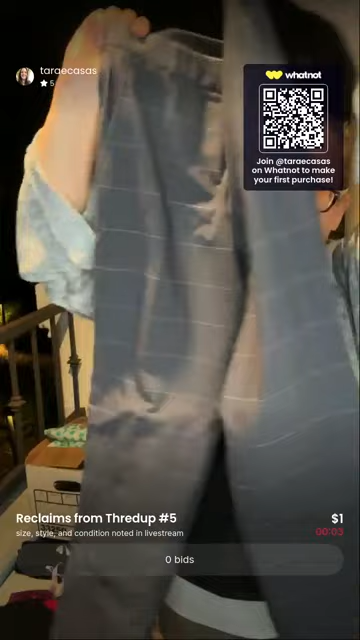 taraecasas
★ 5
whatnot
Join @taraecasas
on Whatnot to make
your first purchase!
Reclaims from Thredup #5
$1
size, style, and condition noted in livestream
00:03
0 bids